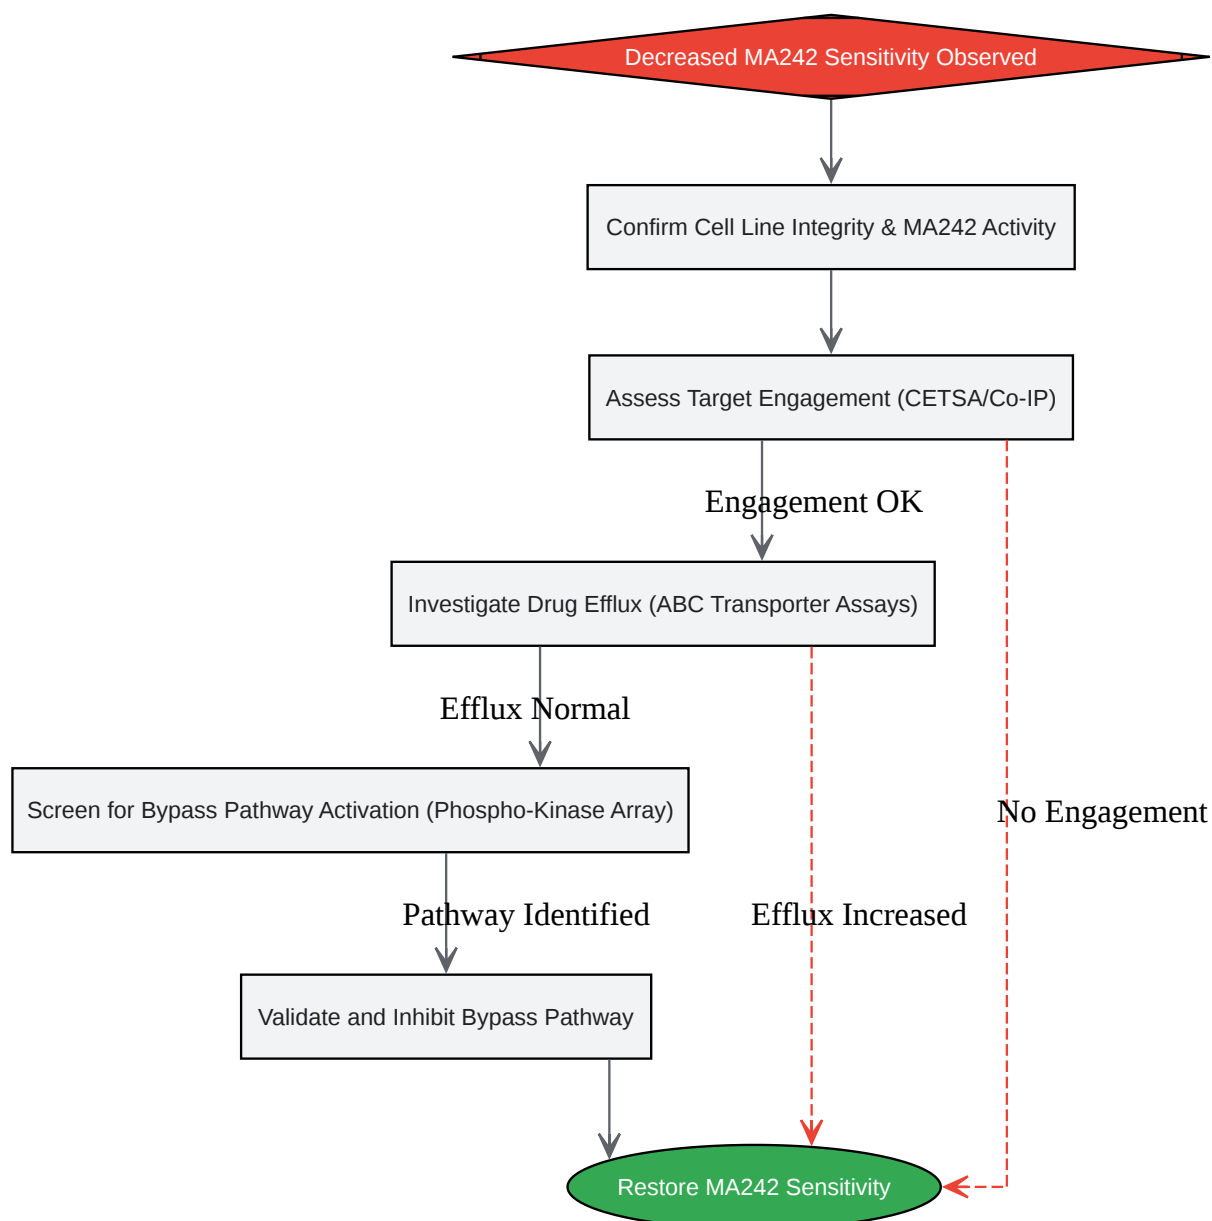 Decreased MA242 Sensitivity Observed
Confirm Cell Line Integrity & MA242 Activity
Assess Target Engagement (CETSA/Co-IP)
Engagement OK
Investigate Drug Efflux (ABC Transporter Assays)
Efflux Normal
Screen for Bypass Pathway Activation (Phospho-Kinase Array)
No Engagement
Pathway Identified
Efflux Increased
Validate and Inhibit Bypass Pathway
Restore MA242 Sensitivity